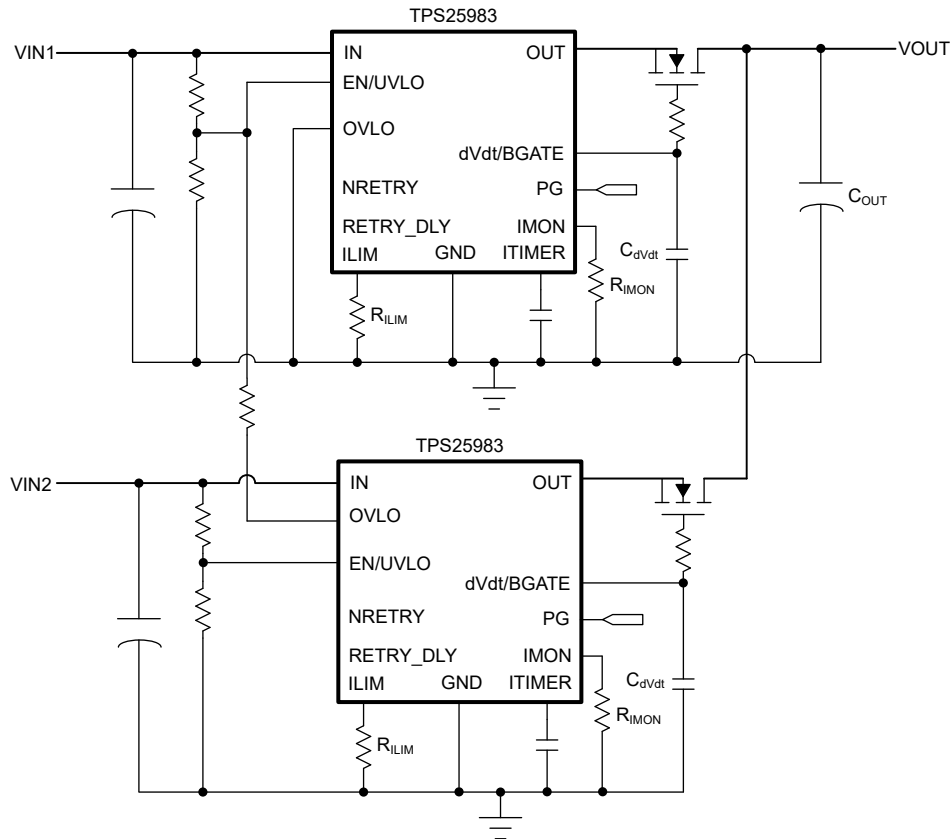 TPS25983
VIN1
IN
OUT
VOUT
EN/UVLO
OVLO
dVdt/BGATE
NRETRY
PG
COUT
RETRY_DLY
IMON
ILIM
GND
ITIMER
CdVdt
RIMON
RILIM
TPS25983
VIN2
IN
OUT
OVLO
EN/UVLO
dVdt/BGATE
NRETRY
PG
RETRY_DLY
IMON
ILIM
GND
ITIMER
CdVdt
RIMON
RILIM